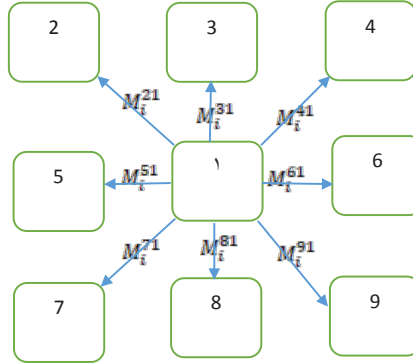 2 3 4
M_i^{21} M_i^{31} M_i^{41}
5 M_i^{51} ١ M_i^{61} 6
M_i^{71} M_i^{81} M_i^{91}
7 8 9